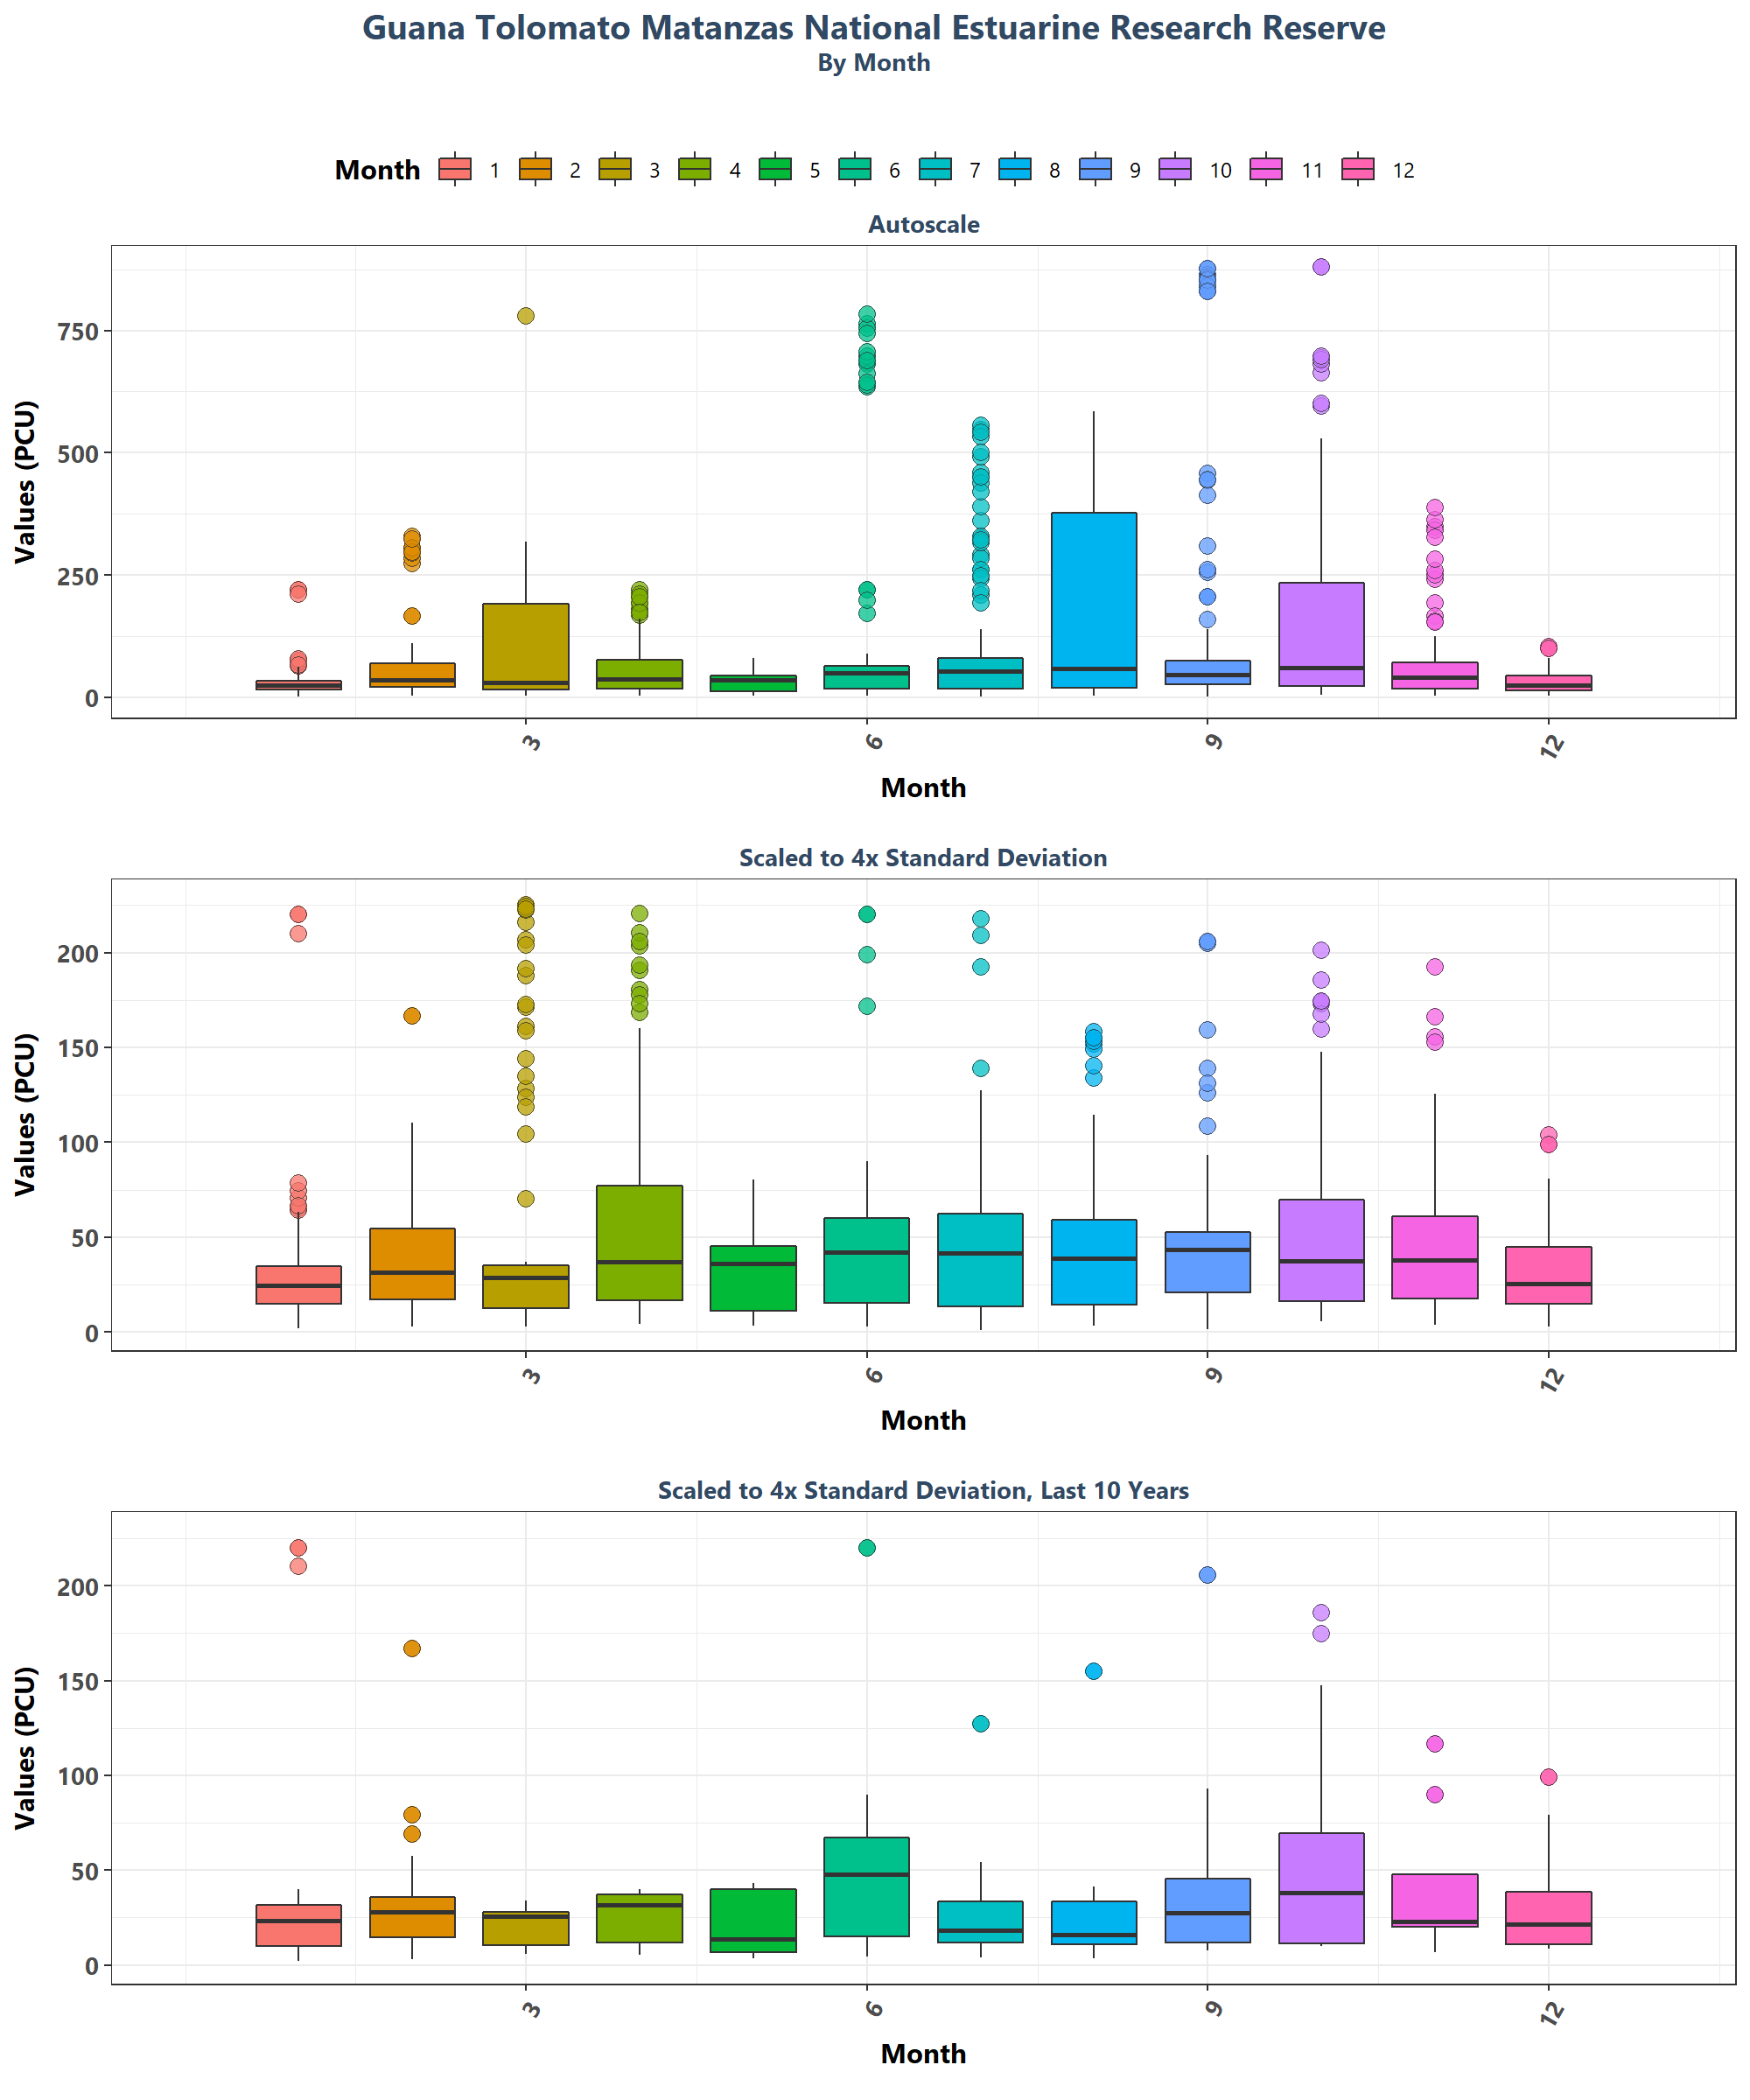 Guana Tolomato Matanzas National Estuarine Research Reserve
By Month
Month 1 2 3 4 5 6 7 8 9 10 11 12
Autoscale
Values (PCU)
750
500
250
0
3 6 9 12
Month
Scaled to 4x Standard Deviation
Values (PCU)
200
150
100
50
0
3 6 9 12
Month
Scaled to 4x Standard Deviation, Last 10 Years
Values (PCU)
200
150
100
50
0
3 6 9 12
Month